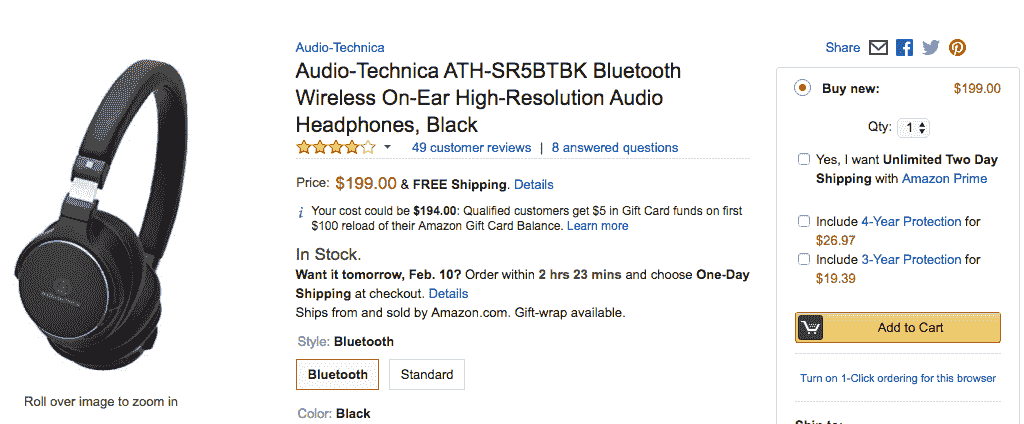 Audio-Technica
Audio-Technica ATH-SR5BTBK Bluetooth
Wireless On-Ear High-Resolution Audio
Headphones, Black
49 customer reviews | 8 answered questions
Price: $199.00 & FREE Shipping. Details
i Your cost could be $194.00: Qualified customers get $5 in Gift Card funds on first
$100 reload of their Amazon Gift Card Balance. Learn more
In Stock.
Want it tomorrow, Feb. 10? Order within 2 hrs 23 mins and choose One-Day
Shipping at checkout. Details
Ships from and sold by Amazon.com. Gift-wrap available.
Style: Bluetooth
Bluetooth Standard
Color: Black
Roll over image to zoom in
Share
Buy new: $199.00
Qty: 1
Yes, I want Unlimited Two Day
Shipping with Amazon Prime
Include 4-Year Protection for
$26.97
Include 3-Year Protection for
$19.39
Add to Cart
Turn on 1-Click ordering for this browser